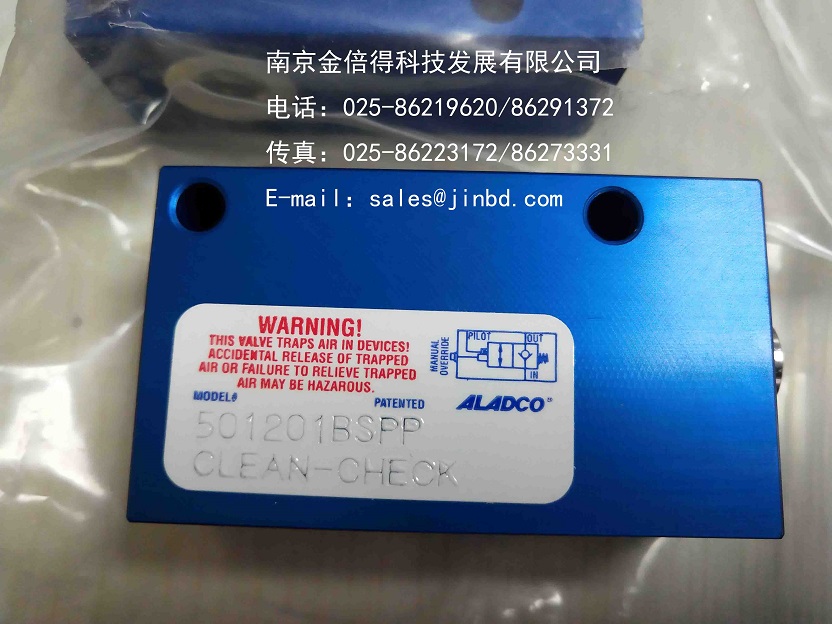 南京金倍得科技发展有限公司
电话：025-86219620/86291372
传真：025-86223172/86273331
E-mail：sales@jinbd.com
WARNING!
THIS VALVE TRAPS AIR IN DEVICES!
ACCIDENTAL RELEASE OF TRAPPED
AIR OR FAILURE TO RELIEVE TRAPPED
AIR MAY BE HAZARDOUS.
MANUAL
OVERRIDE
PILOT
OUT
IN
MODEL#
PATENTED
ALADCO®
501201BSPP
CLEAN-CHECK